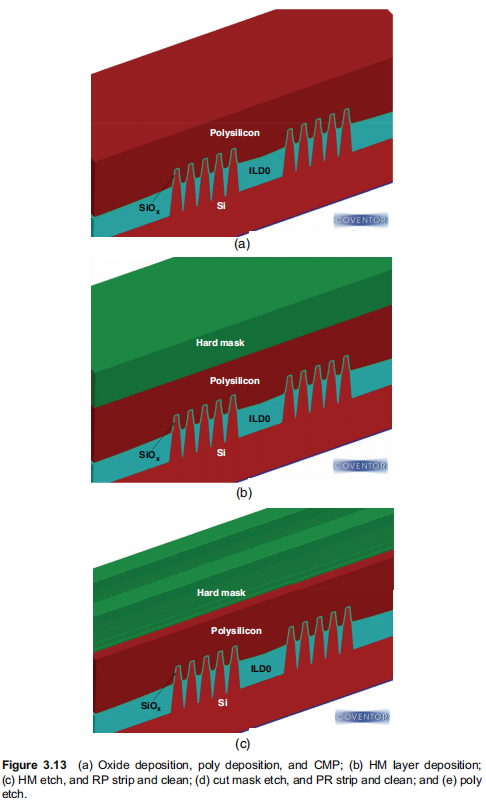 Polysilicon
ILD0
SiOx
Si
COVENTOR
(a)
Hard mask
Polysilicon
ILD0
SiOx
Si
COVENTOR
(b)
Hard mask
Polysilicon
ILD0
SiOx
Si
COVENTOR
(c)
Figure 3.13 (a) Oxide deposition, poly deposition, and CMP; (b) HM layer deposition;
(c) HM etch, and RP strip and clean; (d) cut mask etch, and PR strip and clean; and (e) poly
etch.